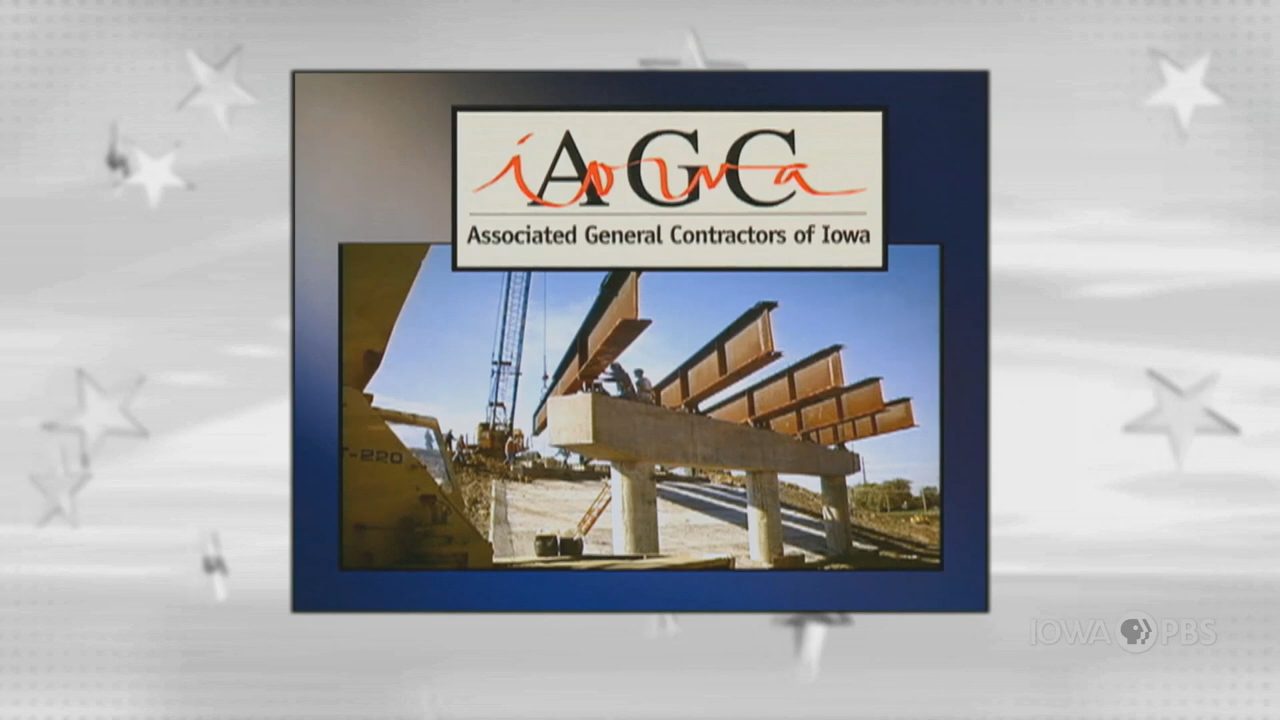 AGC
iowa
Associated General Contractors of Iowa
-220
IOWA PBS